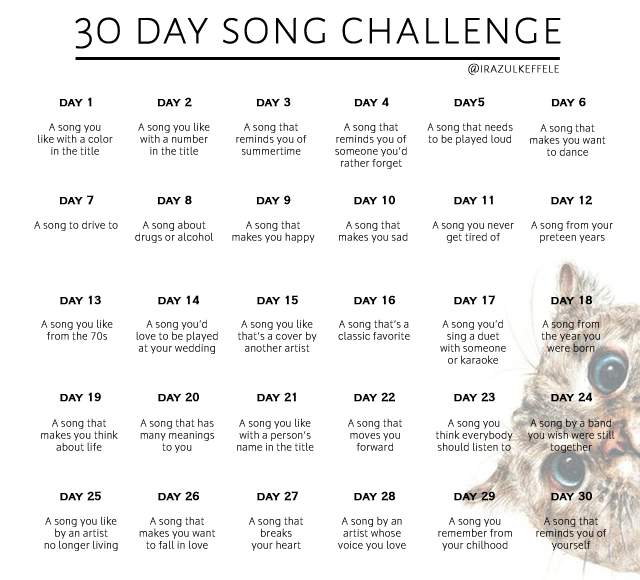 30 DAY SONG CHALLENGE
@IRAZULKEFFELE
DAY 1
A song you
like with a color
in the title
DAY 2
A song you like
with a number
in the title
DAY 3
A song that
reminds you of
summertime
DAY 4
A song that
reminds you of
someone you'd
rather forget
DAY5
A song that needs
to be played loud
DAY 6
A song that
makes you want
to dance
DAY 7
A song to drive to
DAY 8
A song about
drugs or alcohol
DAY 9
A song that
makes you happy
DAY 10
A song that
makes you sad
DAY 11
A song you never
get tired of
DAY 12
A song from your
preteen years
DAY 13
A song you like
from the 70s
DAY 14
A song you'd
love to be played
at your wedding
DAY 15
A song you like
that's a cover by
another artist
DAY 16
A song that's a
classic favorite
DAY 17
A song you'd
sing a duet
with someone
or karaoke
DAY 18
A song from
the year you
were born
DAY 19
A song that
makes you think
about life
DAY 20
A song that has
many meanings
to you
DAY 21
A song you like
with a person's
name in the title
DAY 22
A song that
moves you
forward
DAY 23
A song you
think everybody
should listen to
DAY 24
A song by a band
you wish were still
together
DAY 25
A song you like
by an artist
no longer living
DAY 26
A song that
makes you want
to fall in love
DAY 27
A song that
breaks
your heart
DAY 28
A song by an
artist whose
voice you love
DAY 29
A song you
remember from
your chilhood
DAY 30
A song that
reminds you of
yourself